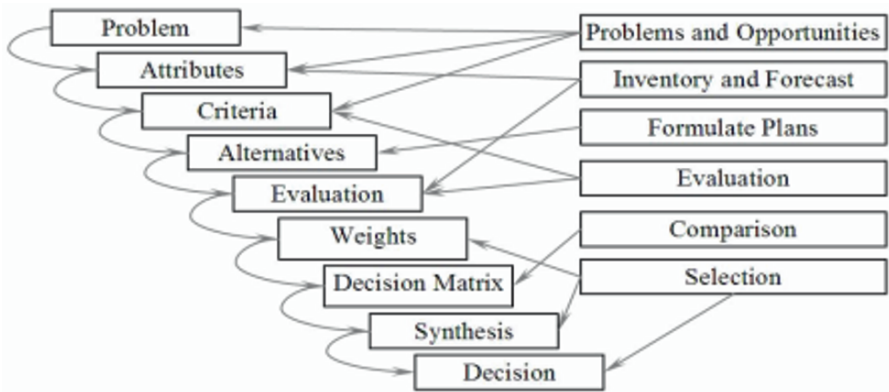 Problem
Attributes
Criteria
Alternatives
Evaluation
Weights
Decision Matrix
Synthesis
Decision
Problems and Opportunities
Inventory and Forecast
Formulate Plans
Evaluation
Comparison
Selection